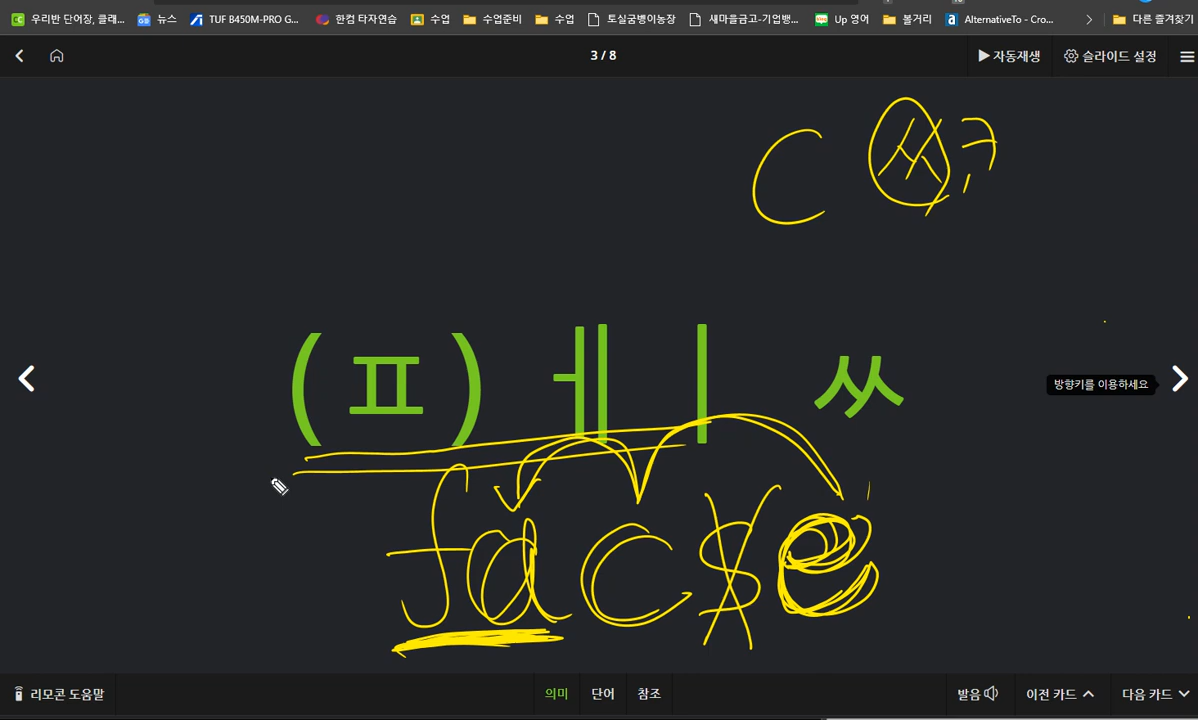 우리반 단어장, 클래... 뉴스 TUF B450M-PRO G... 한컴 타자연습 수업 수업준비 수업 토실굼벵이농장 새마을금고-기업뱅... Up 영어 볼거리 AlternativeTo - Cro... 다른 즐겨찾기
3 / 8 자동재생 슬라이드 설정
C ㅆ ㅋ
(ㅍ) ㅔ ㅣ ㅆ
방향키를 이용하세요
facse
리모콘 도움말 의미 단어 참조 발음 이전 카드 다음 카드